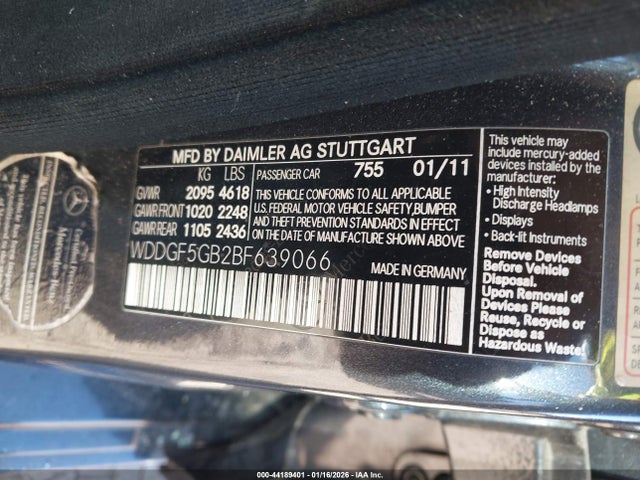 MFD BY DAIMLER AG STUTTGART
KG LBS
GVWR 2095 4618
GAWR FRONT 1020 2248
GAWR REAR 1105 2436
PASSENGER CAR 755 01/11
THIS VEHICLE CONFORMS TO ALL APPLICABLE
U.S. FEDERAL MOTOR VEHICLE SAFETY, BUMPER
AND THEFT PREVENTION STANDARDS IN EFFECT
ON THE DATE OF MANUFACTURE SHOWN ABOVE.
WDDGF5GB2BF639066
MADE IN GERMANY
This vehicle may
include mercury-added
devices installed by the
manufacturer:
• High Intensity
Discharge Headlamps
• Displays
• Back-lit Instruments
Remove Devices
Before Vehicle
Disposal.
Upon Removal of
Devices Please
Reuse, Recycle or
Dispose as
Hazardous Waste!
000-44189401 - 01/16/2026 - IAA Inc.